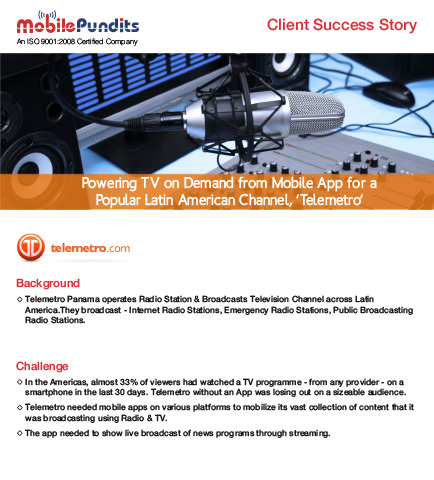 mobilePundits
An ISO 9001:2008 Certified Company
Client Success Story
Powering TV on Demand from Mobile App for a
Popular Latin American Channel, ‘Telemetro’
telemetro.com
Background
◇ Telemetro Panama operates Radio Station & Broadcasts Television Channel across Latin
America.They broadcast - Internet Radio Stations, Emergency Radio Stations, Public Broadcasting
Radio Stations.
Challenge
◇ In the Americas, almost 33% of viewers had watched a TV programme - from any provider - on a
smartphone in the last 30 days. Telemetro without an App was losing out on a sizeable audience.
◇ Telemetro needed mobile apps on various platforms to mobilize its vast collection of content that it
was broadcasting using Radio & TV.
◇ The app needed to show live broadcast of news programs through streaming.